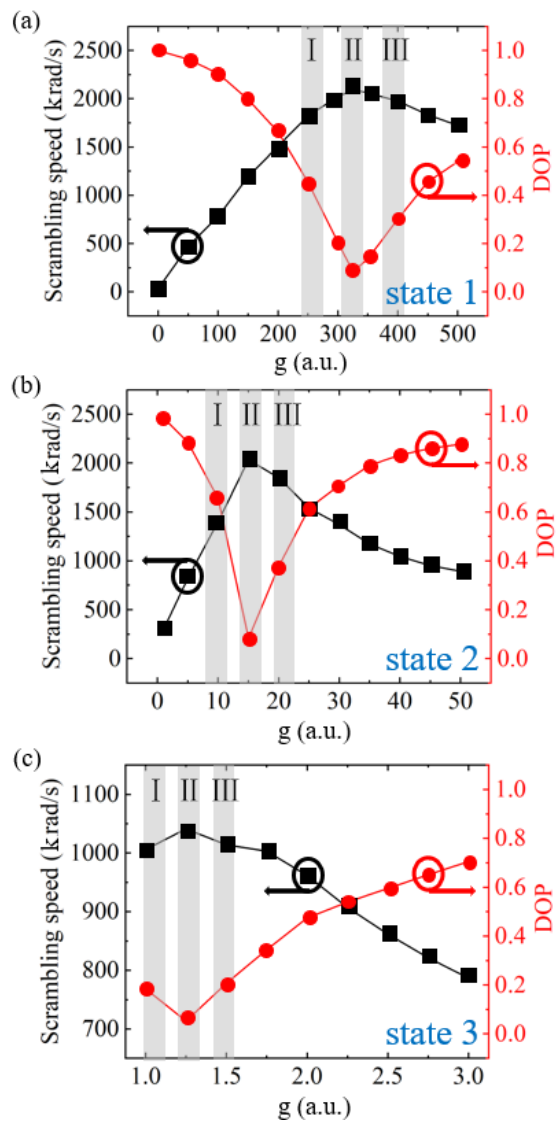 (a)
Scrambling speed (krad/s)
2500
2000
1500
1000
500
0
I II III
1.0
0.8
0.6
0.4
0.2
0.0
DOP
state 1
0 100 200 300 400 500
g (a.u.)
(b)
Scrambling speed (krad/s)
2500
2000
1500
1000
500
0
I II III
1.0
0.8
0.6
0.4
0.2
0.0
DOP
state 2
0 10 20 30 40 50
g (a.u.)
(c)
Scrambling speed (krad/s)
1100
1000
900
800
700
I II III
1.0
0.8
0.6
0.4
0.2
0.0
DOP
state 3
1.0 1.5 2.0 2.5 3.0
g (a.u.)